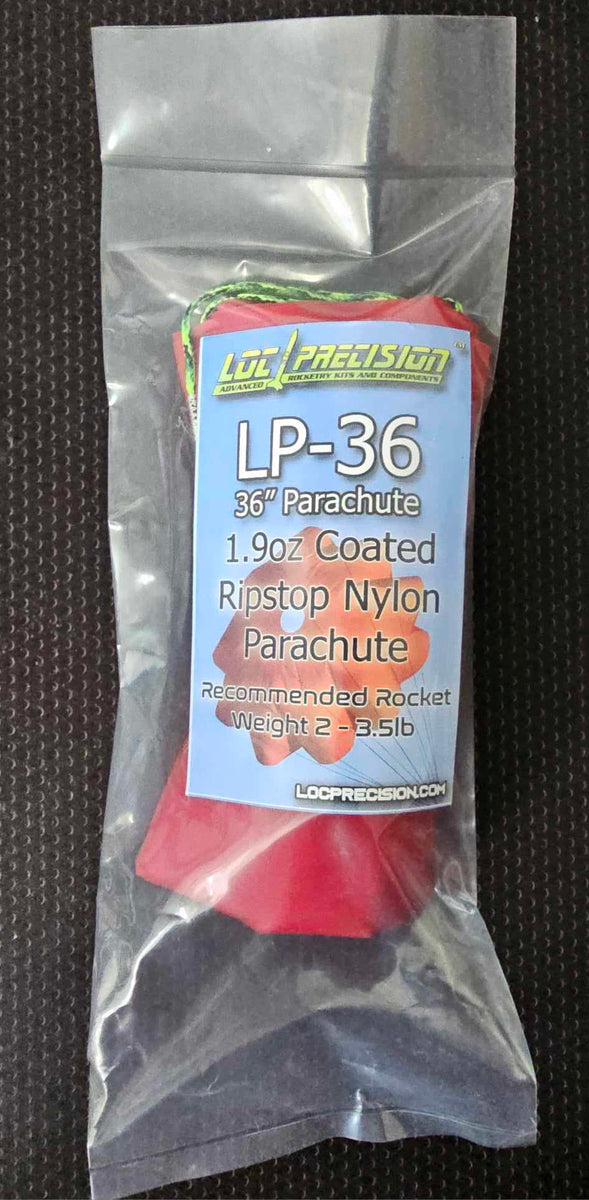 LOC PRECISION ™
ADVANCED ROCKETRY KITS AND COMPONENTS
LP-36
36" Parachute
1.9oz Coated
Ripstop Nylon
Parachute
Recommended Rocket
Weight 2 - 3.5lb
LOCPRECISION.COM